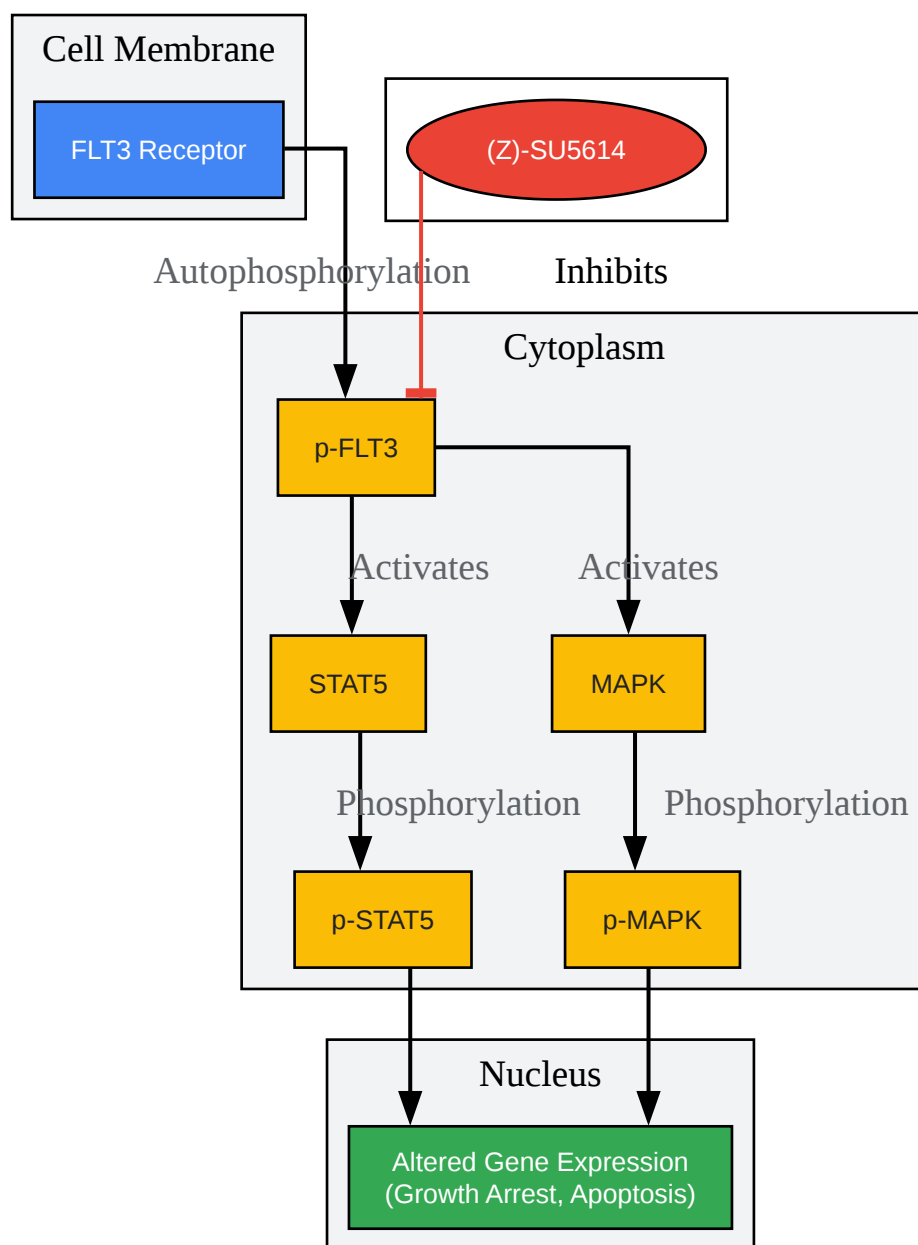 Cell Membrane
FLT3 Receptor
(Z)-SU5614
Autophosphorylation
Inhibits
Cytoplasm
p-FLT3
Activates
Activates
STAT5
MAPK
Phosphorylation
Phosphorylation
p-STAT5
p-MAPK
Nucleus
Altered Gene Expression
(Growth Arrest, Apoptosis)